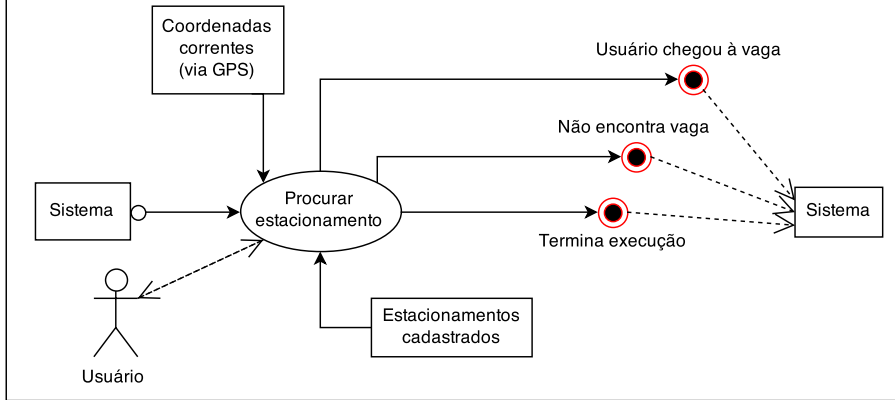 Coordenadas
correntes
(via GPS)
Usuário chegou à vaga
Não encontra vaga
Sistema
Procurar
estacionamento
Sistema
Termina execução
Estacionamentos
cadastrados
Usuário